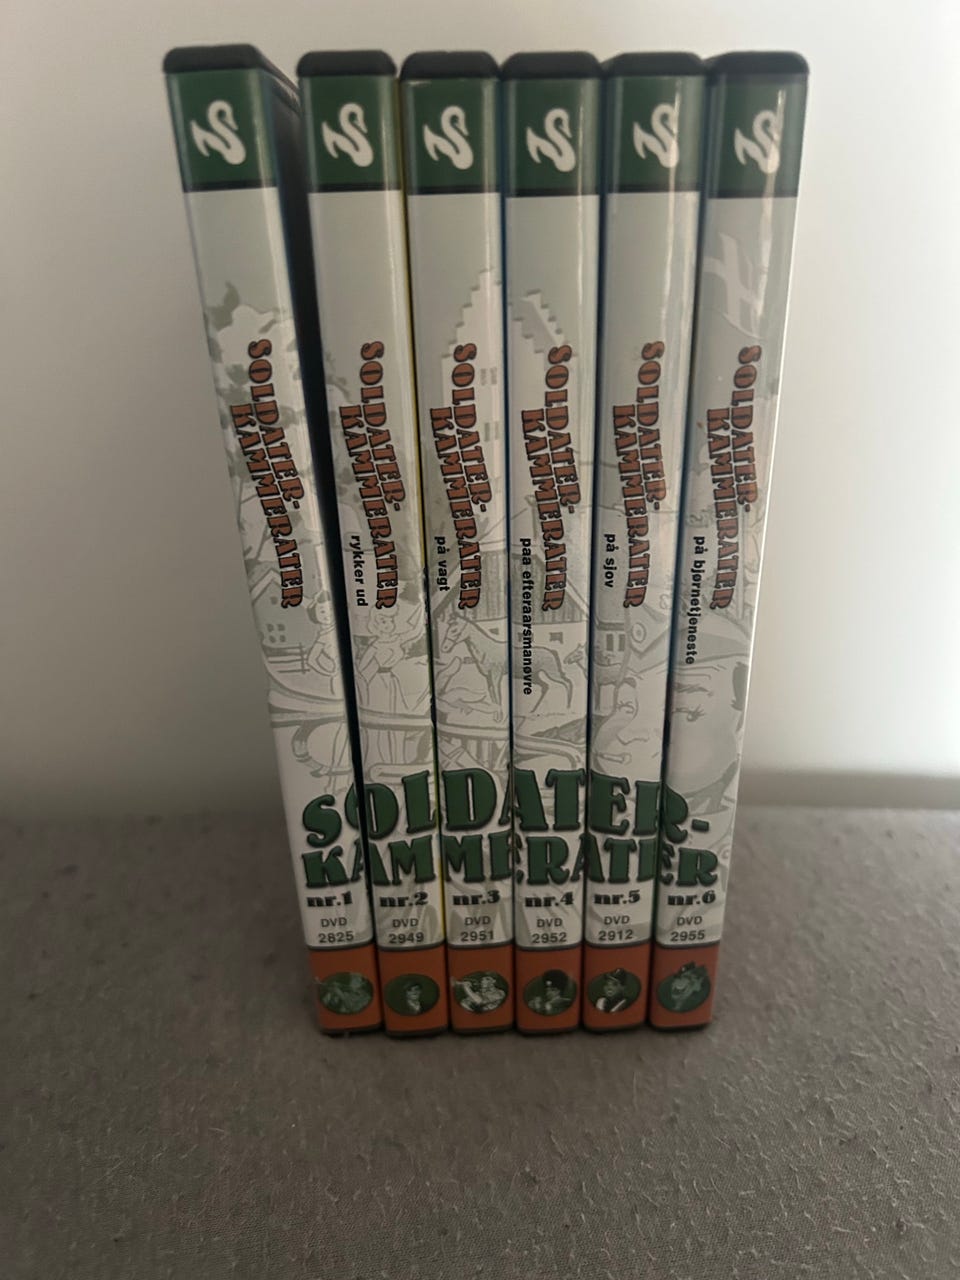 SOLDATER-
KAMMERATER
SOLDATER-
KAMMERATER
rykker ud
SOLDATER-
KAMMERATER
på vagt
SOLDATER-
KAMMERATER
paa efteraarsmanøvre
SOLDATER-
KAMMERATER
på sjov
SOLDATER-
KAMMERATER
på bjørnetjeneste
SOLDATER-
KAMMERATER
nr.1 nr.2 nr.3 nr.4 nr.5 nr.6
DVD DVD DVD DVD DVD DVD
2825 2949 2951 2952 2912 2955